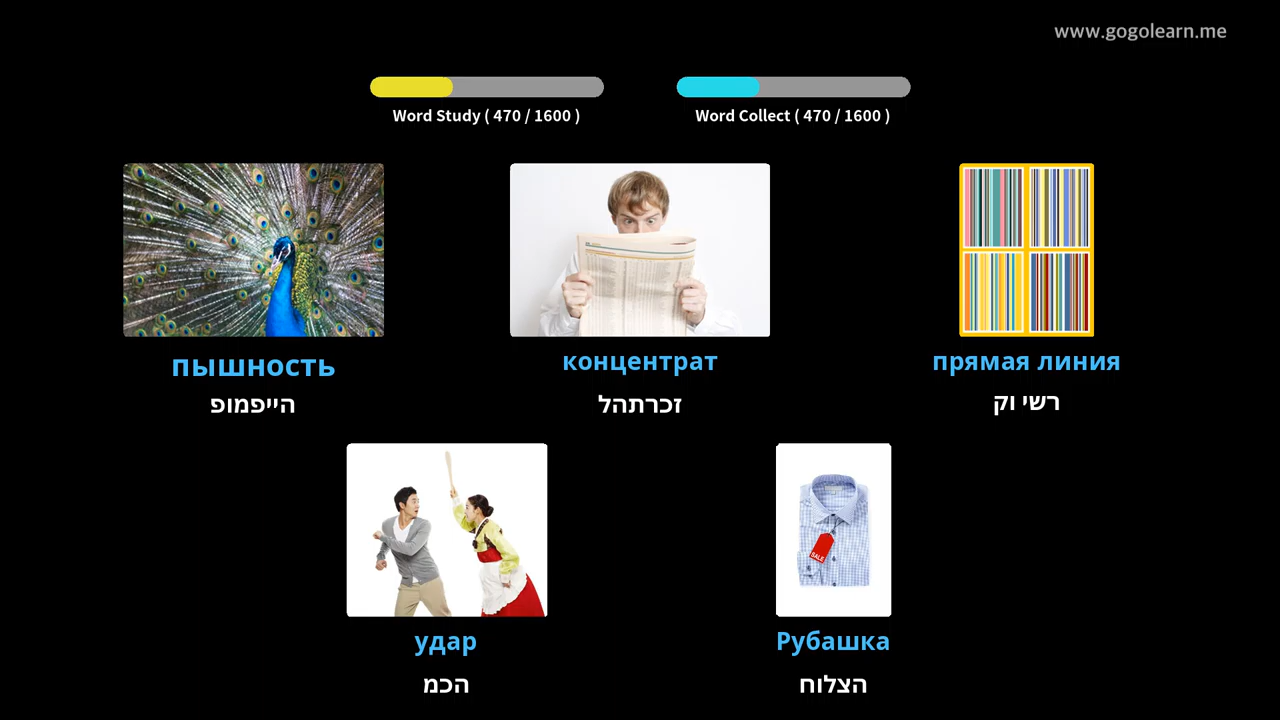 www.gogolearn.me
Word Study ( 470 / 1600 )
Word Collect ( 470 / 1600 )
пышность
концентрат
прямая линия
הייפמופ
זכרתהל
רשי וק
SALE
удар
Рубашка
הכמ
הצלוח